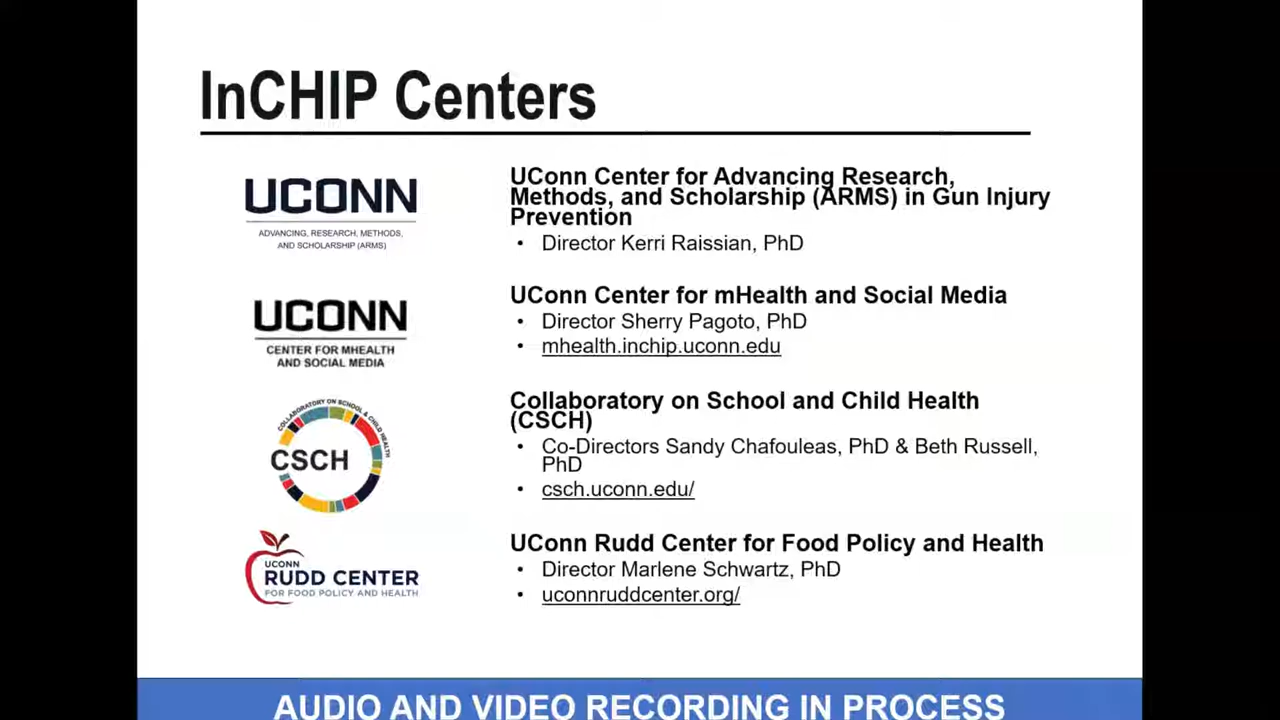 InCHIP Centers
UCONN
ADVANCING, RESEARCH, METHODS,
AND SCHOLARSHIP (ARMS)
UConn Center for Advancing Research,
Methods, and Scholarship (ARMS) in Gun Injury
Prevention
• Director Kerri Raissian, PhD
UCONN
CENTER FOR MHEALTH
AND SOCIAL MEDIA
UConn Center for mHealth and Social Media
• Director Sherry Pagoto, PhD
• mhealth.inchip.uconn.edu
COLLABORATORY ON SCHOOL & CHILD HEALTH
CSCH
Collaboratory on School and Child Health
(CSCH)
• Co-Directors Sandy Chafouleas, PhD & Beth Russell,
PhD
• csch.uconn.edu/
UCONN
RUDD CENTER
FOR FOOD POLICY AND HEALTH
UConn Rudd Center for Food Policy and Health
• Director Marlene Schwartz, PhD
• uconnruddcenter.org/
AUDIO AND VIDEO RECORDING IN PROCESS